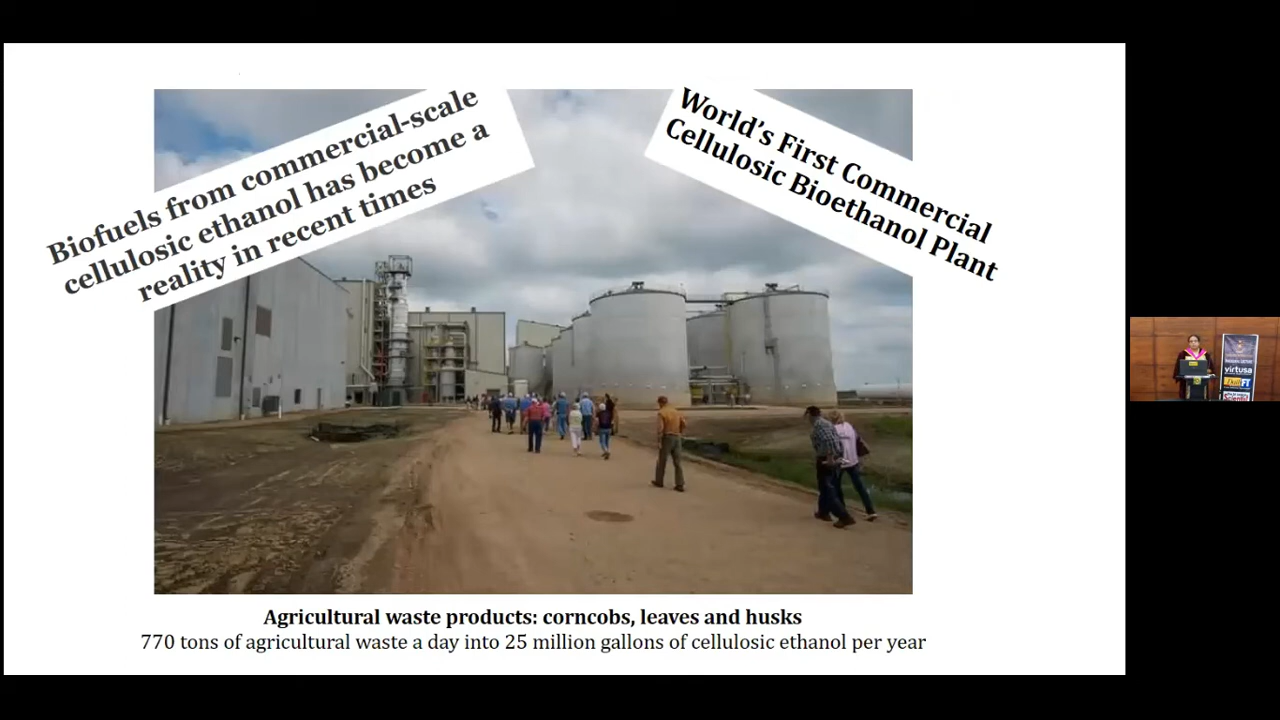 Biofuels from commercial-scale
cellulosic ethanol has become a
reality in recent times
World's First Commercial
Cellulosic Bioethanol Plant
Agricultural waste products: corncobs, leaves and husks
770 tons of agricultural waste a day into 25 million gallons of cellulosic ethanol per year
virtusa